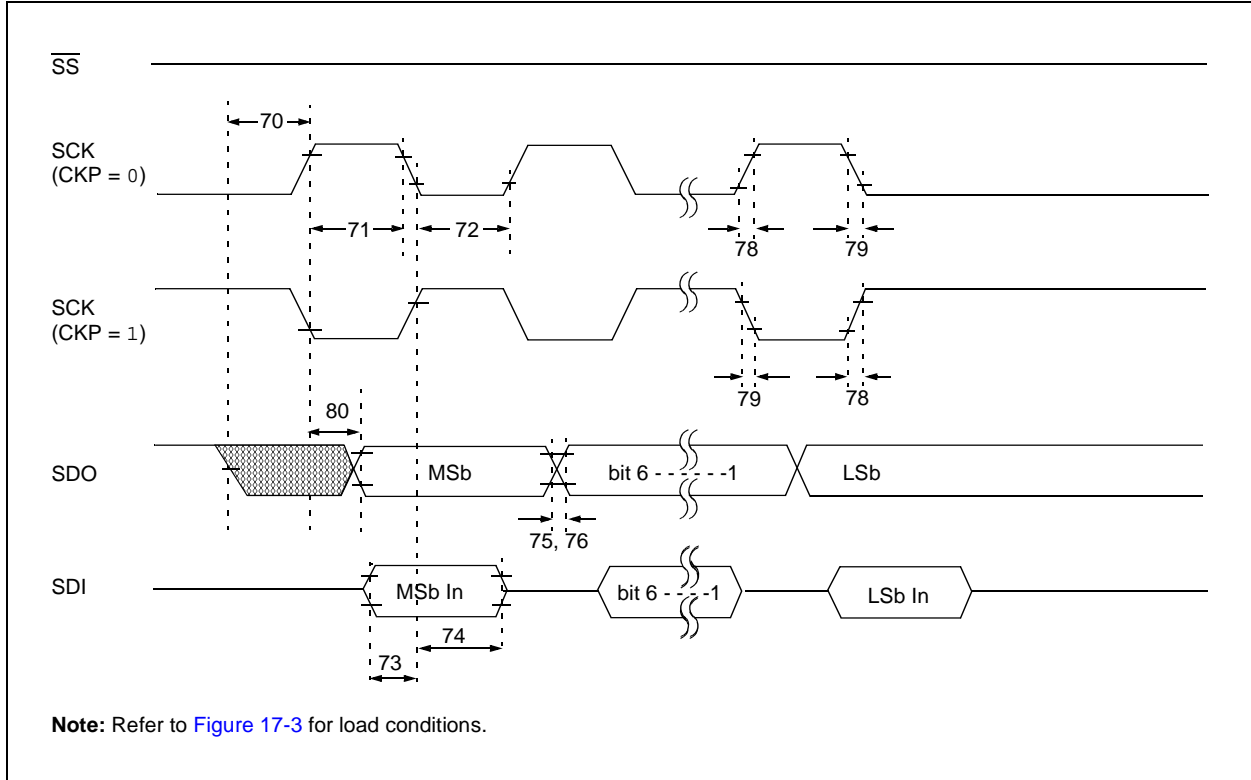 SS
70
SCK
(CKP = 0)
71
72
78
79
SCK
(CKP = 1)
79
78
80
SDO
MSb
bit 6 - - - - - - -1
LSb
75, 76
SDI
MSb In
bit 6 - - - - -1
LSb In
74
73
Note: Refer to Figure 17-3 for load conditions.